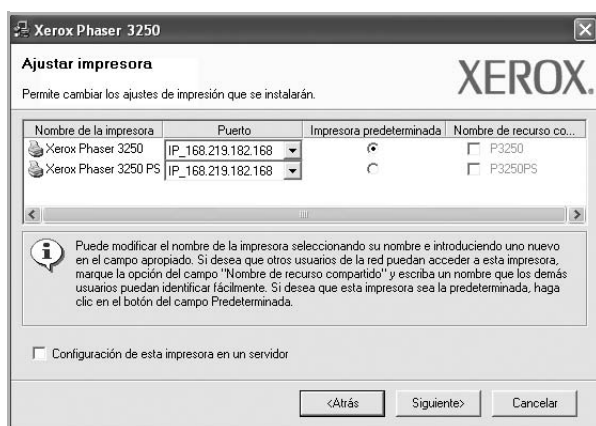 Xerox Phaser 3250
Ajustar impresora
Permite cambiar los ajustes de impresión que se instalarán.
XEROX.
Nombre de la impresora Puerto Impresora predeterminada Nombre de recurso co...
Xerox Phaser 3250 IP_168.219.182.168 P3250
Xerox Phaser 3250 PS IP_168.219.182.168 P3250PS
Puede modificar el nombre de la impresora seleccionando su nombre e introduciendo uno nuevo
en el campo apropiado. Si desea que otros usuarios de la red puedan acceder a esta impresora,
marque la opción del campo "Nombre de recurso compartido" y escriba un nombre que los demás
usuarios puedan identificar fácilmente. Si desea que esta impresora sea la predeterminada, haga
clic en el botón del campo Predeterminada.
Configuración de esta impresora en un servidor
<Atrás Siguiente> Cancelar